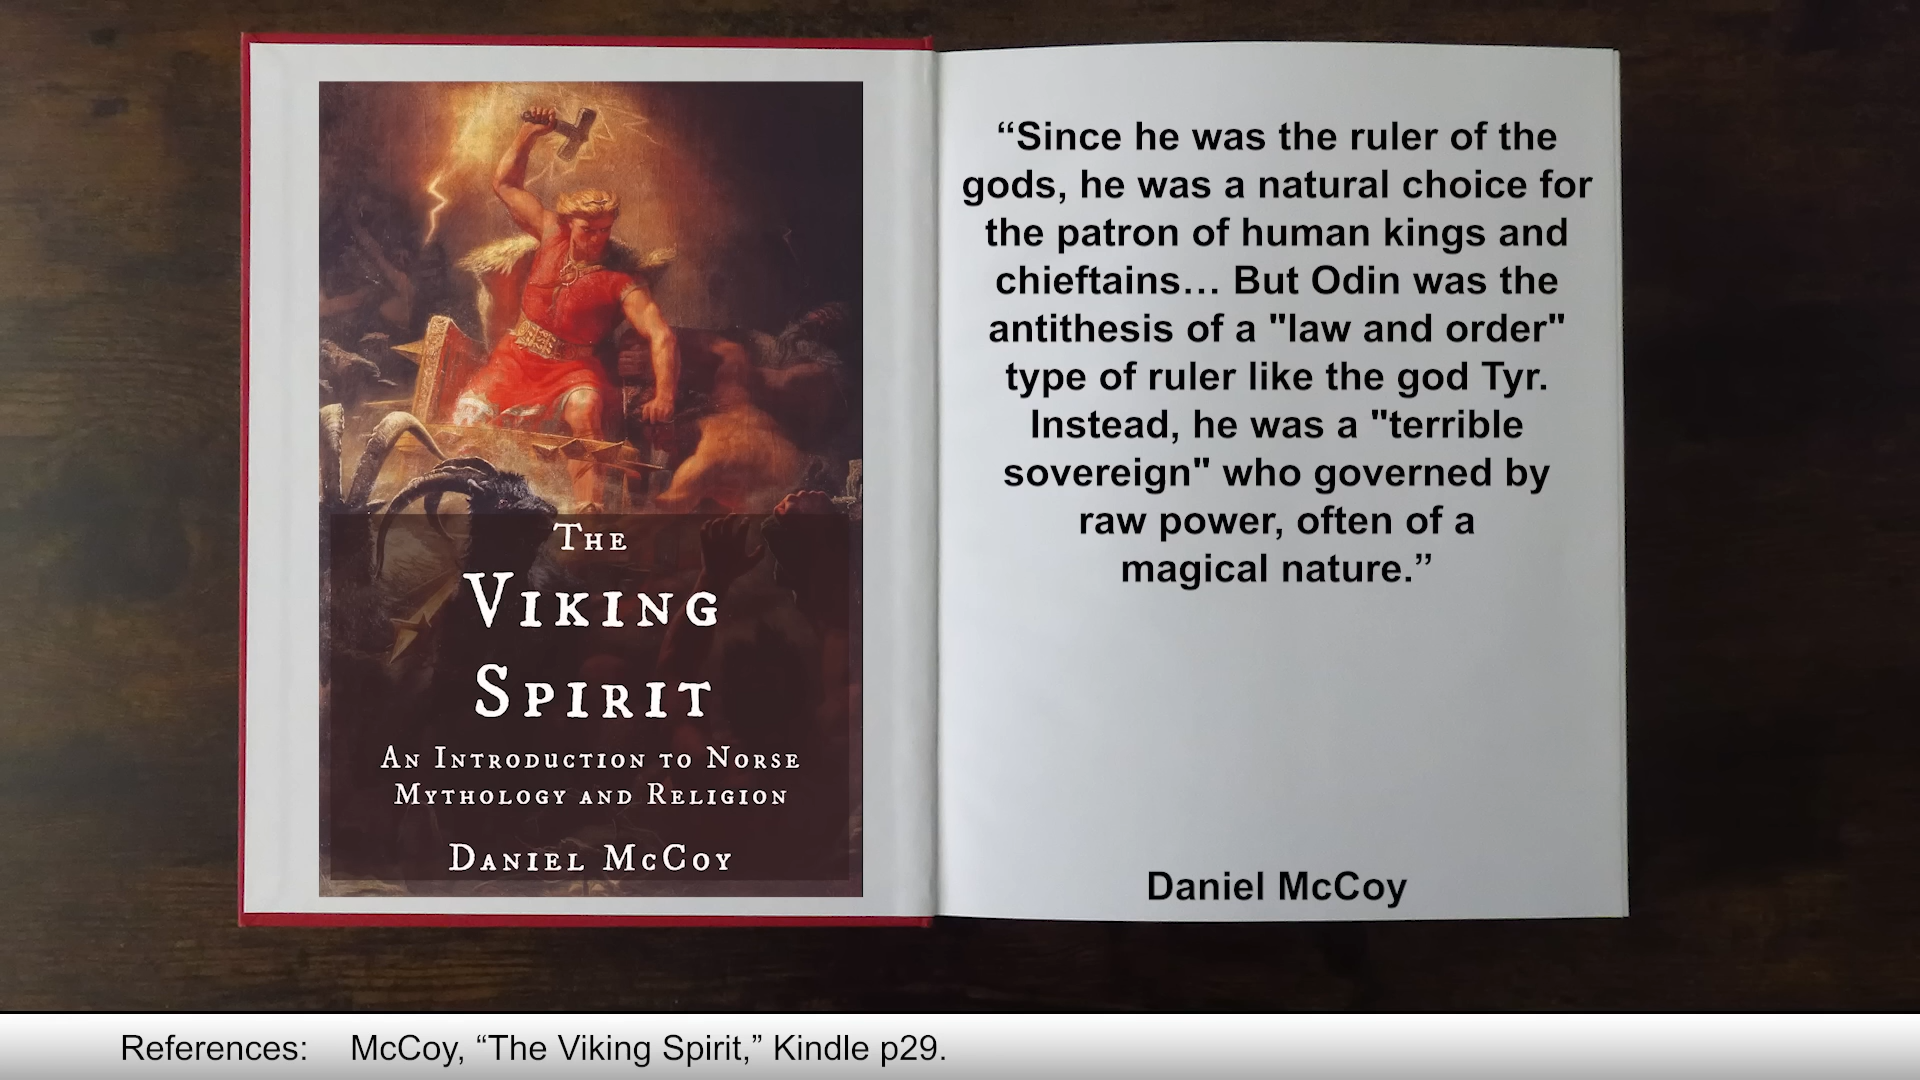 The
Viking
Spirit
An Introduction to Norse
Mythology and Religion
Daniel McCoy
“Since he was the ruler of the
gods, he was a natural choice for
the patron of human kings and
chieftains… But Odin was the
antithesis of a "law and order"
type of ruler like the god Tyr.
Instead, he was a "terrible
sovereign" who governed by
raw power, often of a
magical nature.”
Daniel McCoy
References: McCoy, “The Viking Spirit,” Kindle p29.